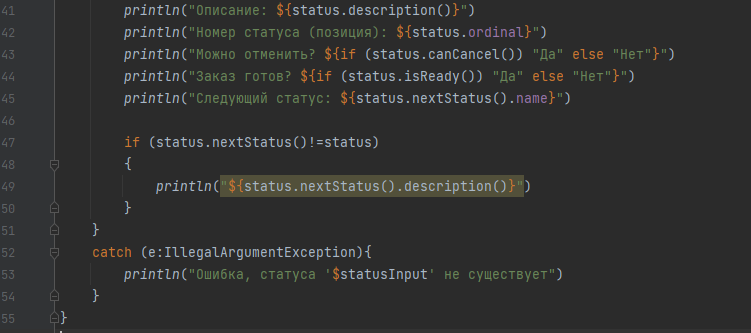 41 println("Описание: ${status.description()}")
42 println("Номер статуса (позиция): ${status.ordinal}")
43 println("Можно отменить? ${if (status.canCancel()) "Да" else "Нет"}")
44 println("Заказ готов? ${if (status.isReady()) "Да" else "Нет"}")
45 println("Следующий статус: ${status.nextStatus().name}")
46
47 if (status.nextStatus()!=status)
48 {
49 println("${status.nextStatus().description()}")
50 }
51 }
52 catch (e:IllegalArgumentException){
53 println("Ошибка, статуса '$statusInput' не существует")
54 }
55 }